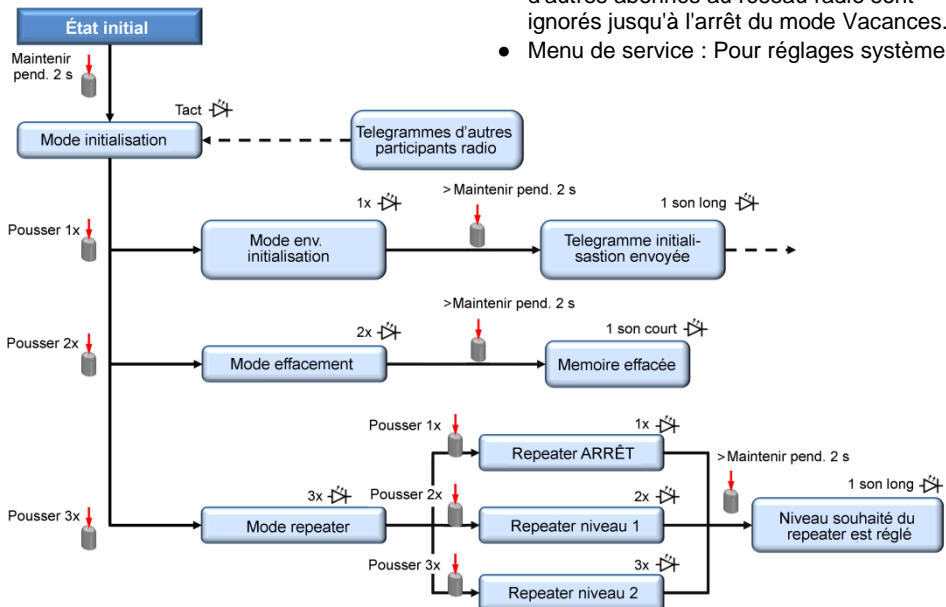 d'autres abonnés au réseau radio sont
ignorés jusqu'à l'arrêt du mode Vacances.
● Menu de service : Pour réglages système
État initial
Maintenir
pend. 2 s
Tact
Mode initialisation
Telegrammes d'autres
participants radio
Pousser 1x
1x
Mode env.
initialisation
>Maintenir pend. 2 s
1 son long
Telegramme initiali-
sastion envoyée
Pousser 2x
2x
Mode effacement
>Maintenir pend. 2 s
1 son court
Memoire effacée
Pousser 3x
3x
Mode repeater
Pousser 1x
1x
Repeater ARRÊT
Pousser 2x
2x
Repeater niveau 1
Pousser 3x
3x
Repeater niveau 2
>Maintenir pend. 2 s
1 son long
Niveau souhaité du
repeater est réglé